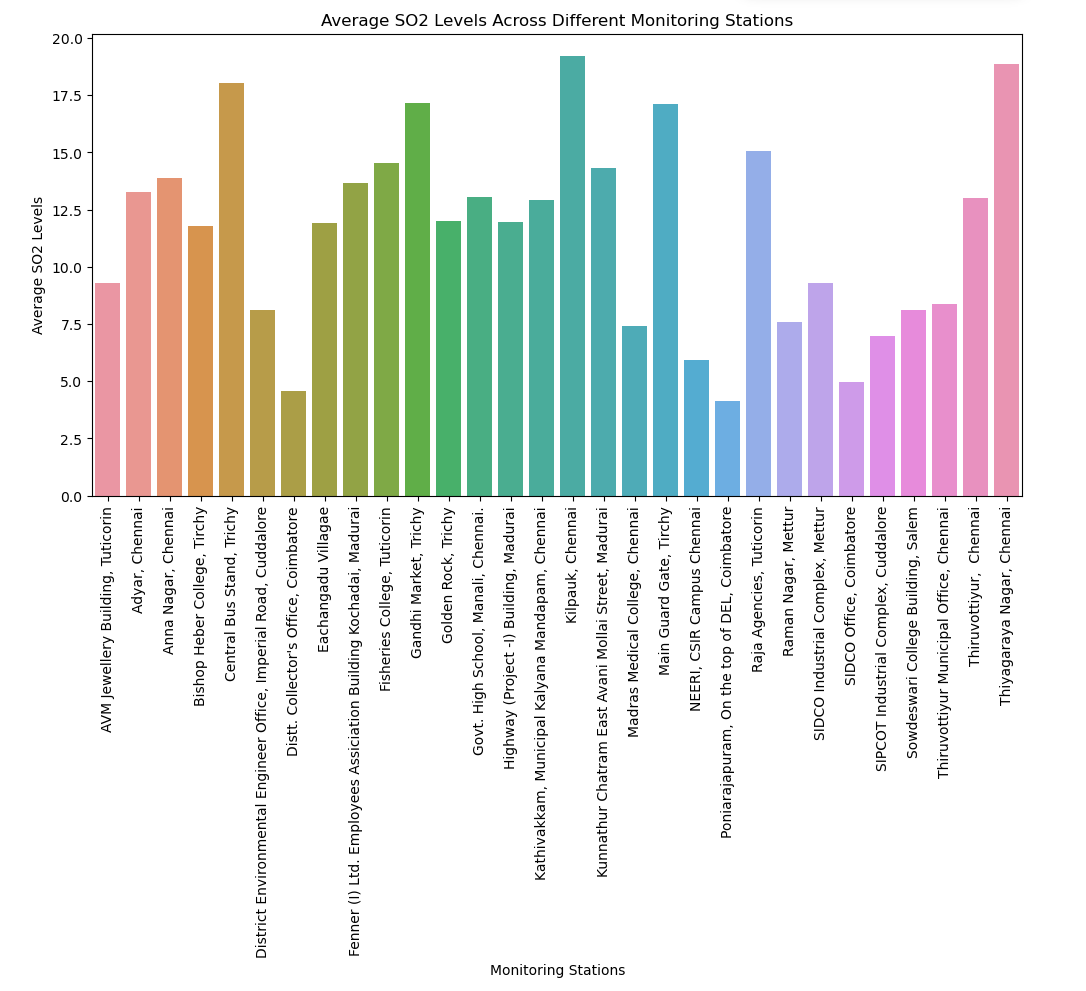 Average SO2 Levels Across Different Monitoring Stations
Average SO2 Levels
20.0
17.5
15.0
12.5
10.0
7.5
5.0
2.5
0.0
AVM Jewellery Building, Tuticorin
Adyar, Chennai
Anna Nagar, Chennai
Bishop Heber College, Tirchy
Central Bus Stand, Trichy
District Environmental Engineer Office, Imperial Road, Cuddalore
Distt. Collector's Office, Coimbatore
Eachangadu Villagae
Fenner (I) Ltd. Employees Assiciation Building Kochadai, Madurai
Fisheries College, Tuticorin
Gandhi Market, Trichy
Golden Rock, Trichy
Govt. High School, Manali, Chennai.
Highway (Project -I) Building, Madurai
Kathivakkam, Municipal Kalyana Mandapam, Chennai
Kilpauk, Chennai
Kunnathur Chatram East Avani Mollai Street, Madurai
Madras Medical College, Chennai
Main Guard Gate, Tirchy
NEERI, CSIR Campus Chennai
Poniarajapuram, On the top of DEL, Coimbatore
Raja Agencies, Tuticorin
Raman Nagar, Mettur
SIDCO Industrial Complex, Mettur
SIDCO Office, Coimbatore
SIPCOT Industrial Complex, Cuddalore
Sowdeswari College Building, Salem
Thiruvottiyur Municipal Office, Chennai
Thiruvottiyur, Chennai
Thiyagaraya Nagar, Chennai
Monitoring Stations